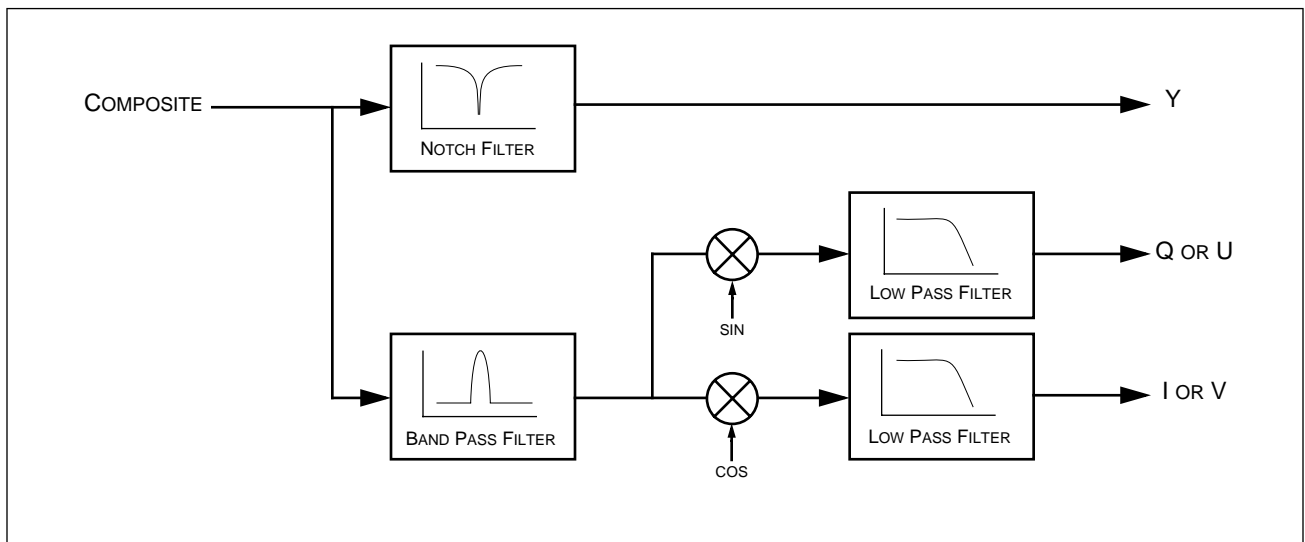 COMPOSITE
NOTCH FILTER
Y
SIN
LOW PASS FILTER
Q OR U
BAND PASS FILTER
COS
LOW PASS FILTER
I OR V